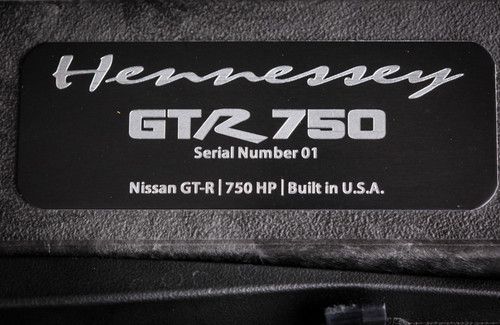 Hennessey
GTR 750
Serial Number 01
Nissan GT-R | 750 HP | Built in U.S.A.